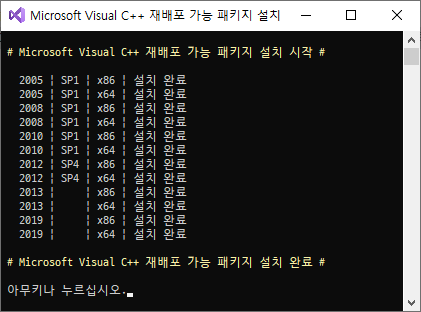 Microsoft Visual C++ 재배포 가능 패키지 설치
# Microsoft Visual C++ 재배포 가능 패키지 설치 시작 #
2005 ¦ SP1 ¦ x86 ¦ 설치 완료
2005 ¦ SP1 ¦ x64 ¦ 설치 완료
2008 ¦ SP1 ¦ x86 ¦ 설치 완료
2008 ¦ SP1 ¦ x64 ¦ 설치 완료
2010 ¦ SP1 ¦ x86 ¦ 설치 완료
2010 ¦ SP1 ¦ x64 ¦ 설치 완료
2012 ¦ SP4 ¦ x86 ¦ 설치 완료
2012 ¦ SP4 ¦ x64 ¦ 설치 완료
2013 ¦     ¦ x86 ¦ 설치 완료
2013 ¦     ¦ x64 ¦ 설치 완료
2019 ¦     ¦ x86 ¦ 설치 완료
2019 ¦     ¦ x64 ¦ 설치 완료
# Microsoft Visual C++ 재배포 가능 패키지 설치 완료 #
아무키나 누르십시오.